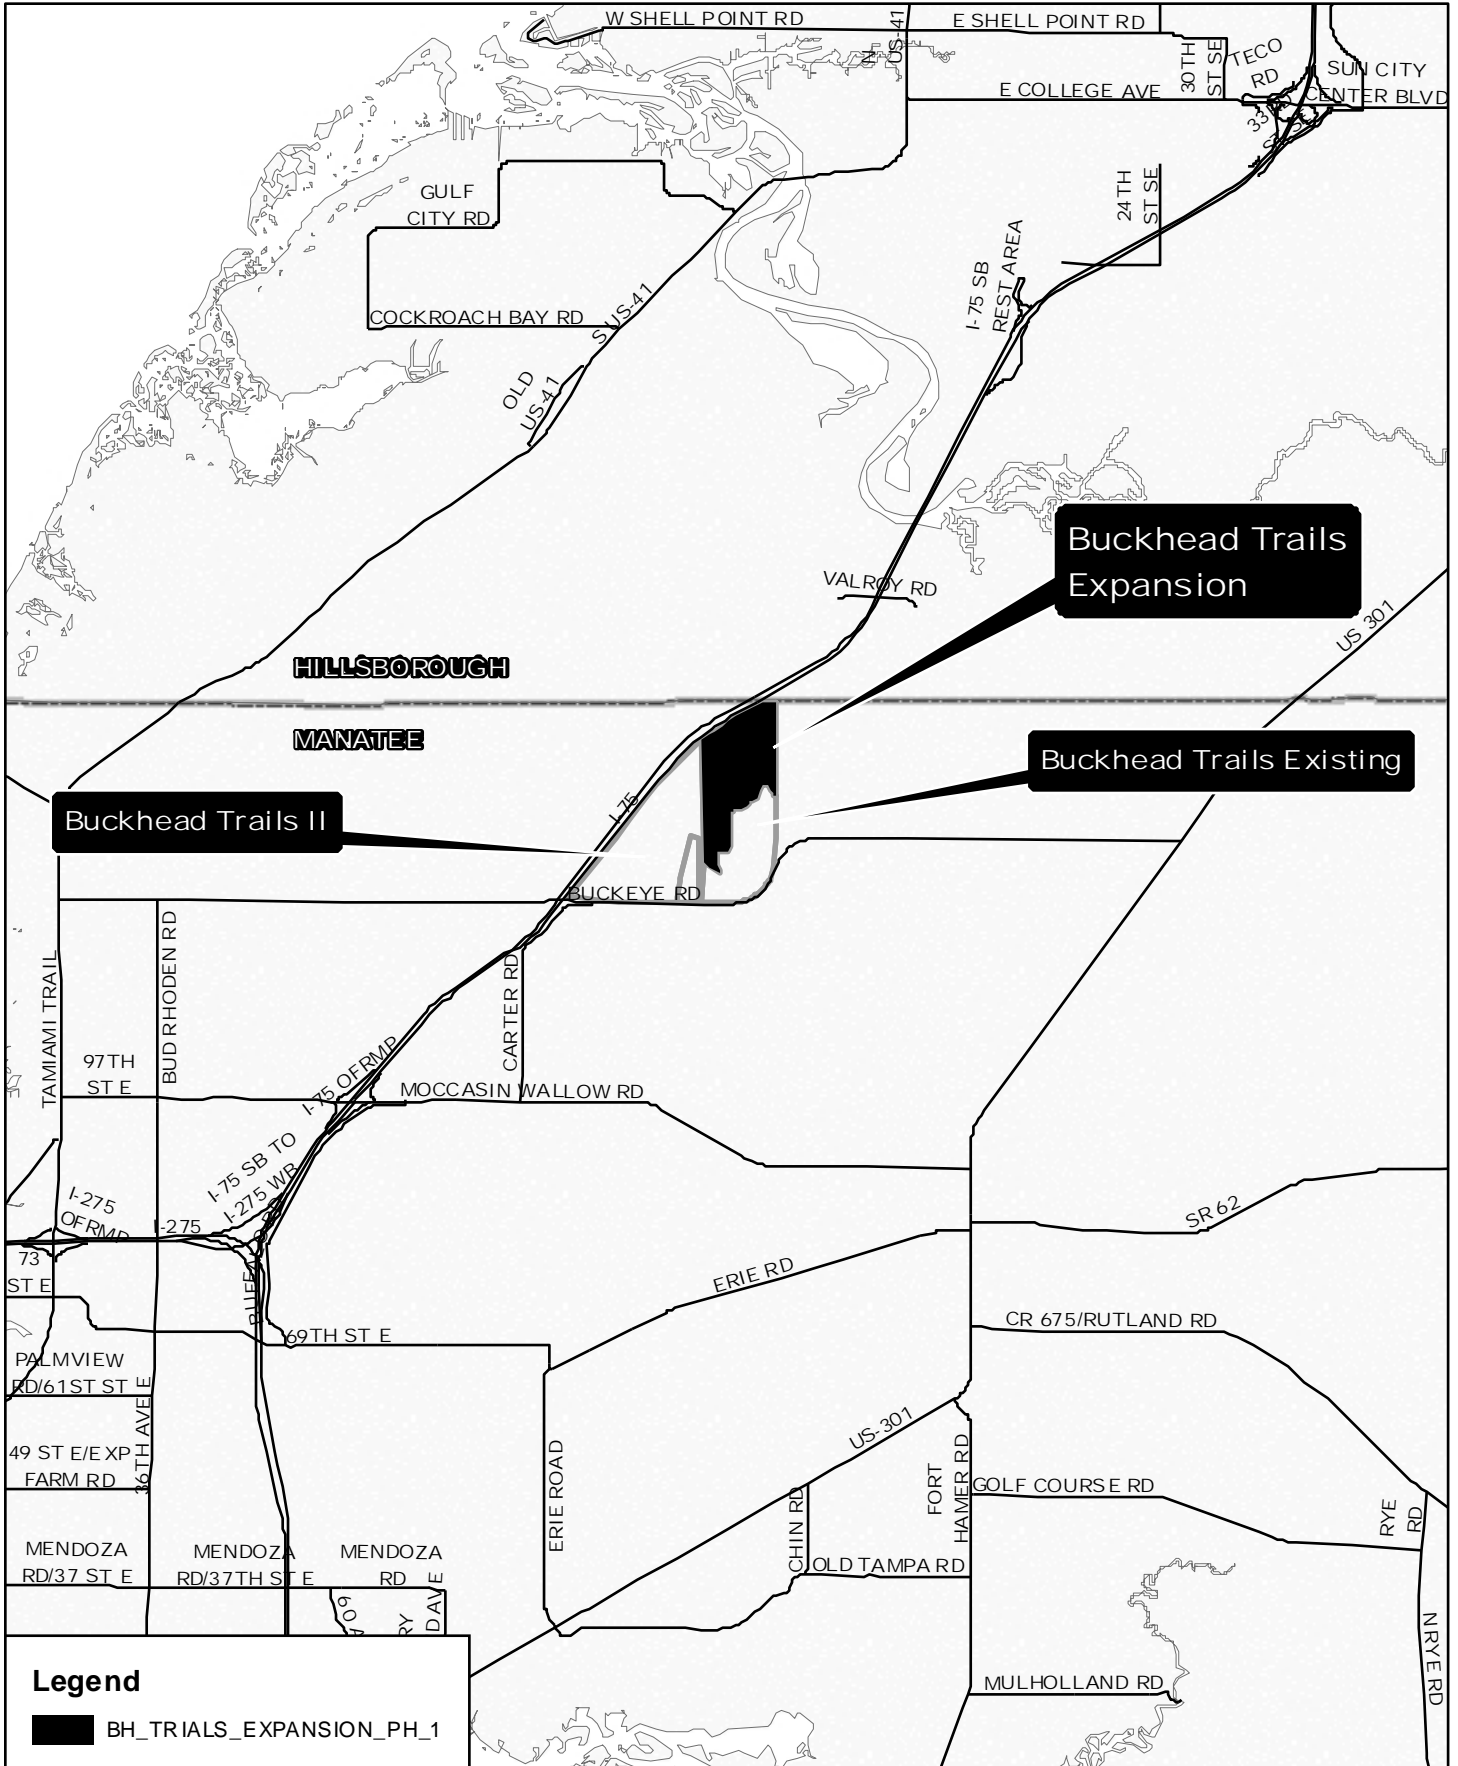 W SHELL POINT RD
E SHELL POINT RD
N
US-41
30TH
ST SE
TECO
RD
SUN CITY
CENTER BLVD
E COLLEGE AVE
33RD
ST SE
GULF
CITY RD
24TH
ST SE
I-75 SB
REST AREA
COCKROACH BAY RD
S US-41
OLD
US-41
Buckhead Trails
Expansion
VALROY RD
US 301
HILLSBOROUGH
MANATEE
Buckhead Trails Existing
I-75
Buckhead Trails II
BUCKEYE RD
TAMIAMI TRAIL
BUD RHODEN RD
CARTER RD
97TH
ST E
I-75 OFRMP
MOCCASIN WALLOW RD
I-75 SB TO
I-275 WB
I-275
OFRMP
I-275
SR 62
73
ST E
ERIE RD
CR 675/RUTLAND RD
69TH ST E
PALMVIEW
RD/61ST ST E
36TH AVE E
US-301
49 ST E/EXP
FARM RD
ERIE ROAD
FORT
HAMER RD
GOLF COURSE RD
CHIN RD
RYE
RD
MENDOZA
RD/37 ST E
MENDOZA
RD/37TH ST E
MENDOZA
RD
OLD TAMPA RD
60 A
RY
D AVE
N RYE RD
MULHOLLAND RD
Legend
BH_TRIALS_EXPANSION_PH_1